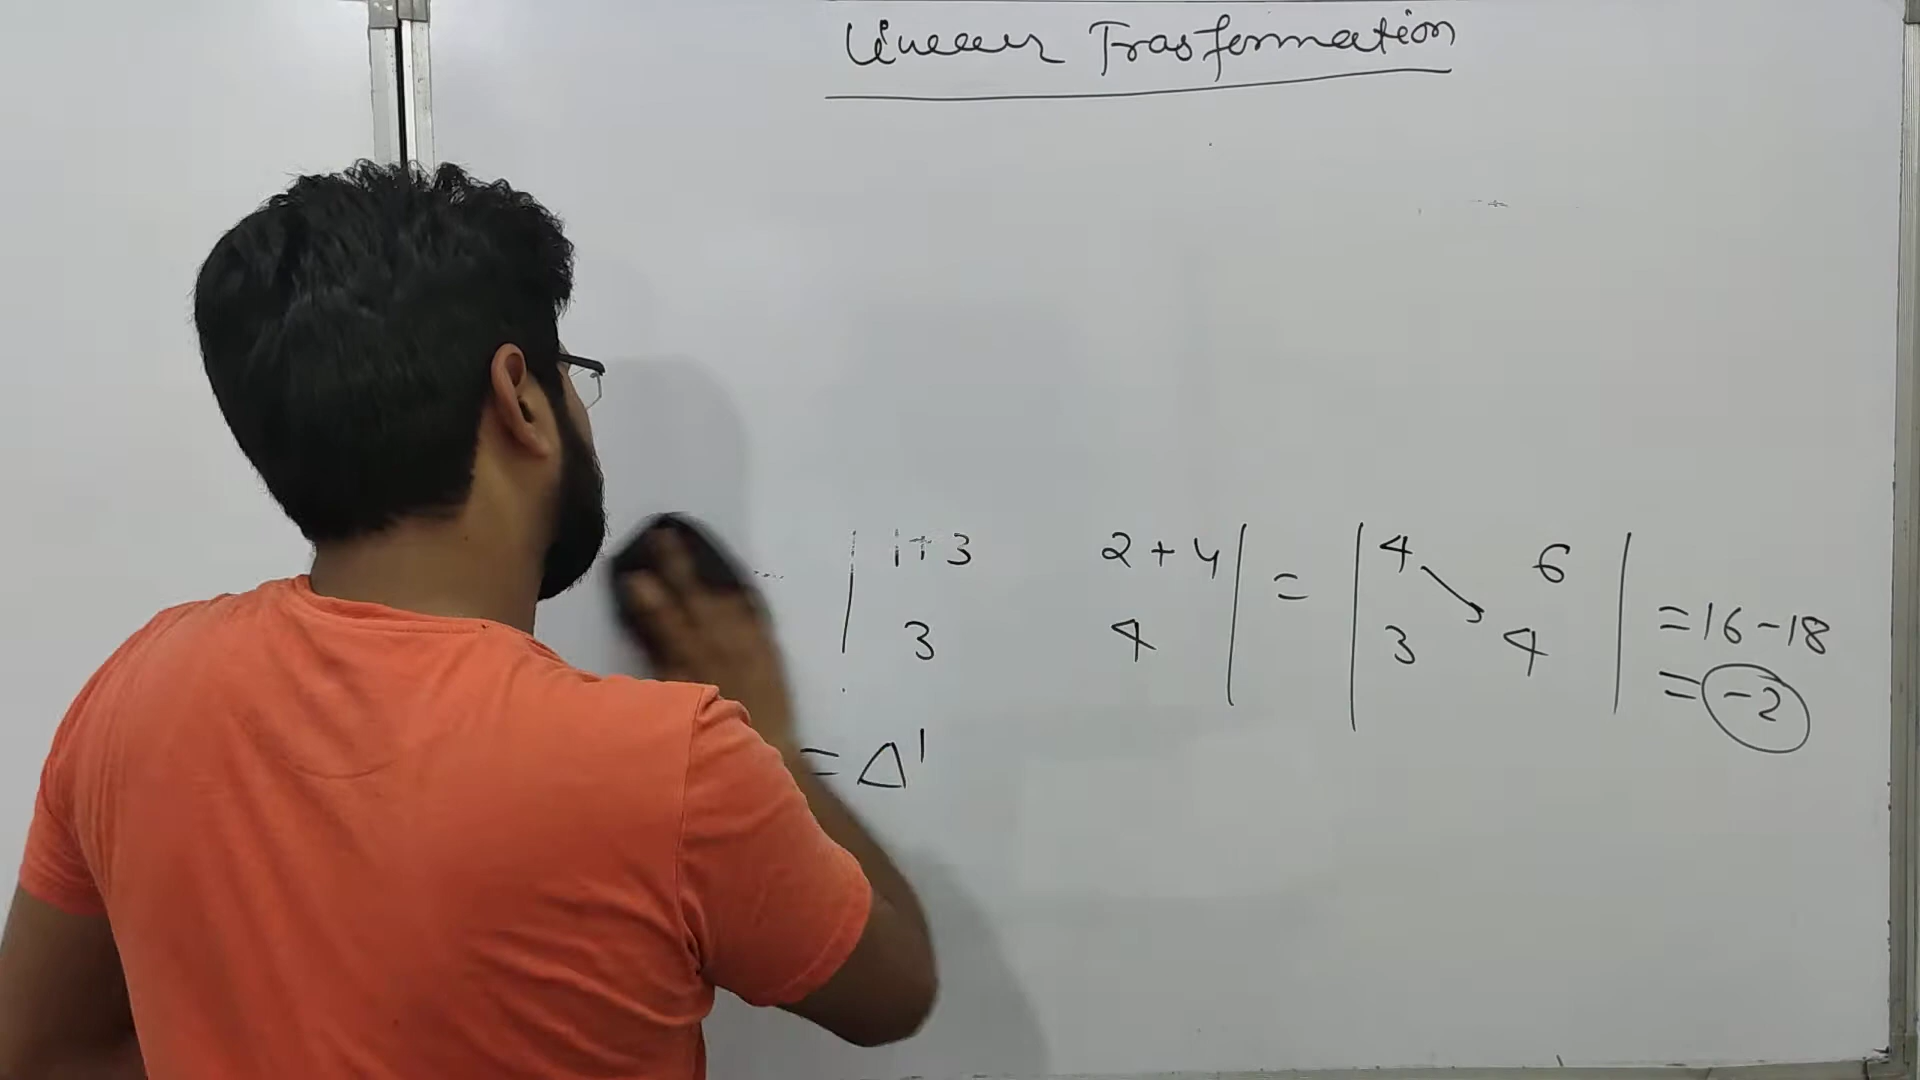 Linear Trasformation
| 1+3 2+4 | = | 4 6 |
| 3 4 | | 3 4 | = 16-18
= -2
= Δ'